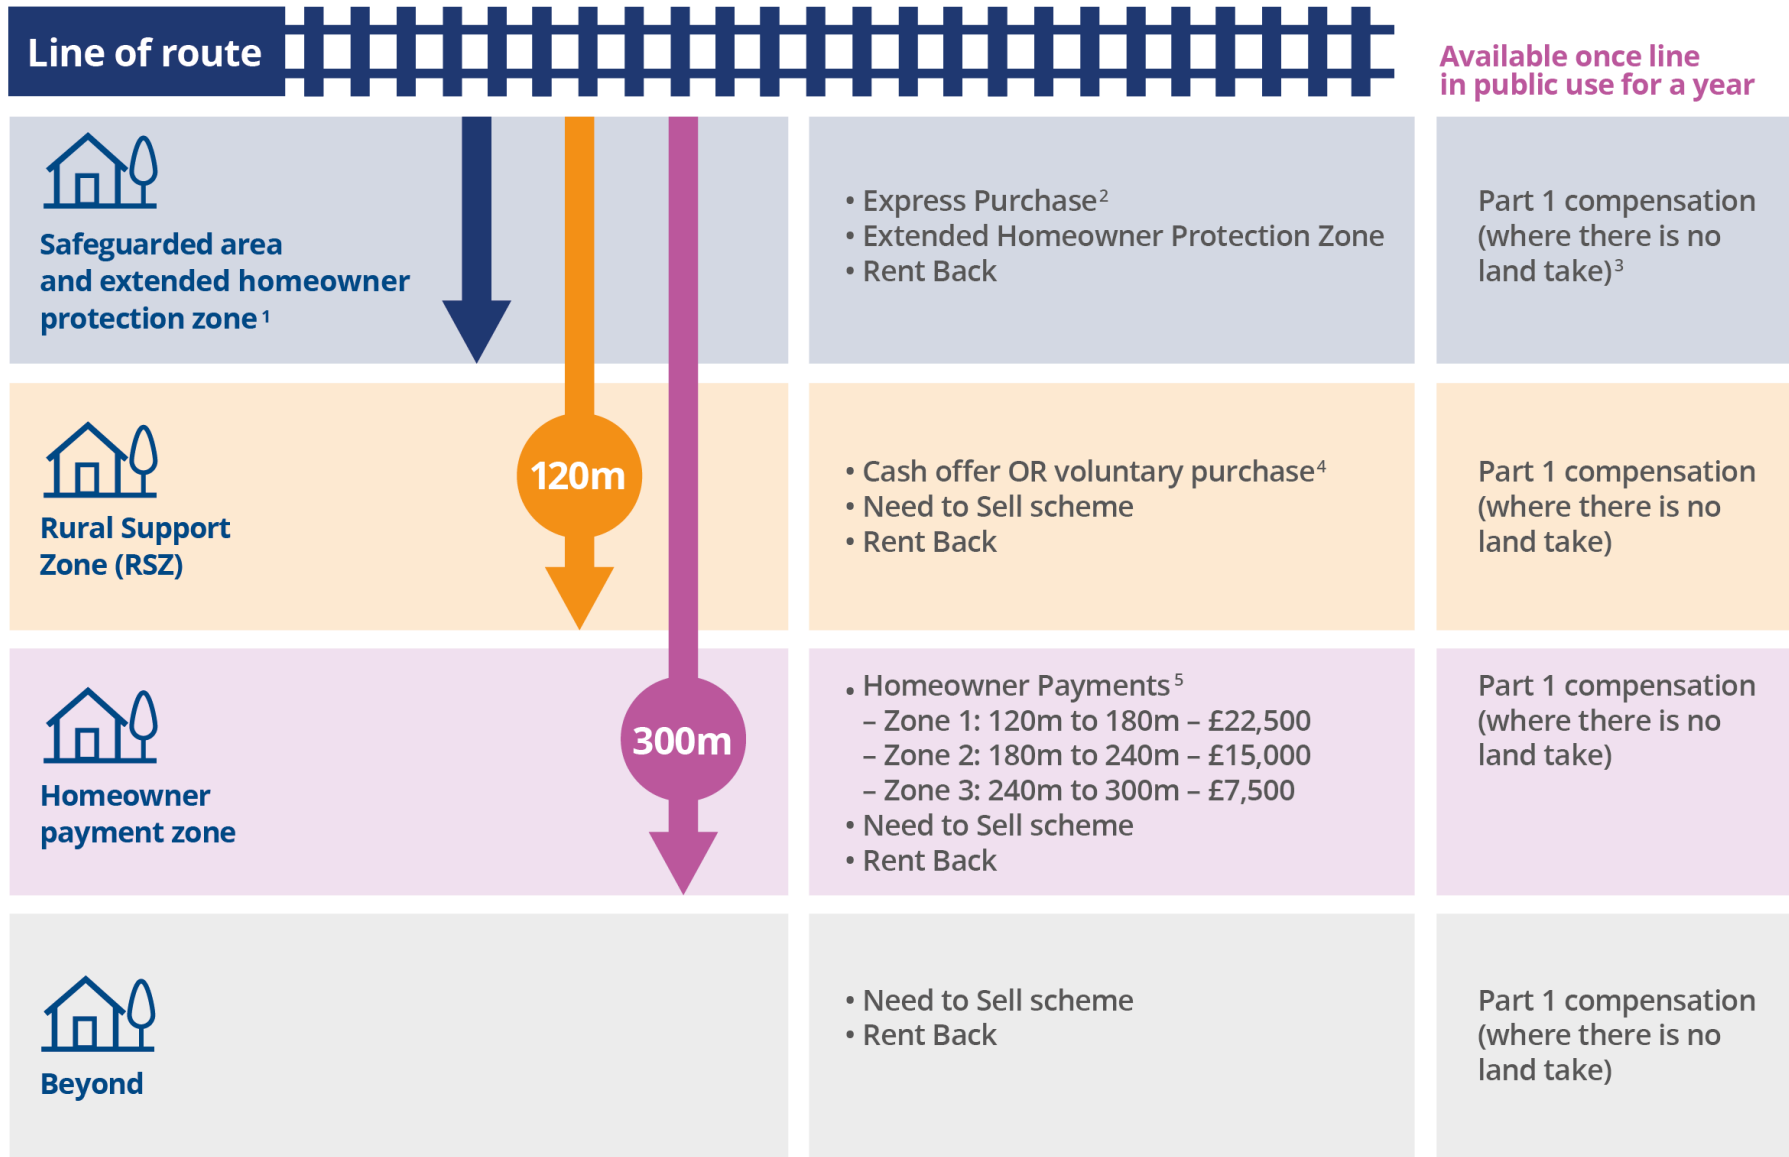 Line of route
Available once line
in public use for a year
Safeguarded area
and extended homeowner
protection zone 1
• Express Purchase2
• Extended Homeowner Protection Zone
• Rent Back
Part 1 compensation
(where there is no
land take)3
120m
Rural Support
Zone (RSZ)
• Cash offer OR voluntary purchase4
• Need to Sell scheme
• Rent Back
Part 1 compensation
(where there is no
land take)
300m
Homeowner
payment zone
• Homeowner Payments5
– Zone 1: 120m to 180m – £22,500
– Zone 2: 180m to 240m – £15,000
– Zone 3: 240m to 300m – £7,500
• Need to Sell scheme
• Rent Back
Part 1 compensation
(where there is no
land take)
Beyond
• Need to Sell scheme
• Rent Back
Part 1 compensation
(where there is no
land take)